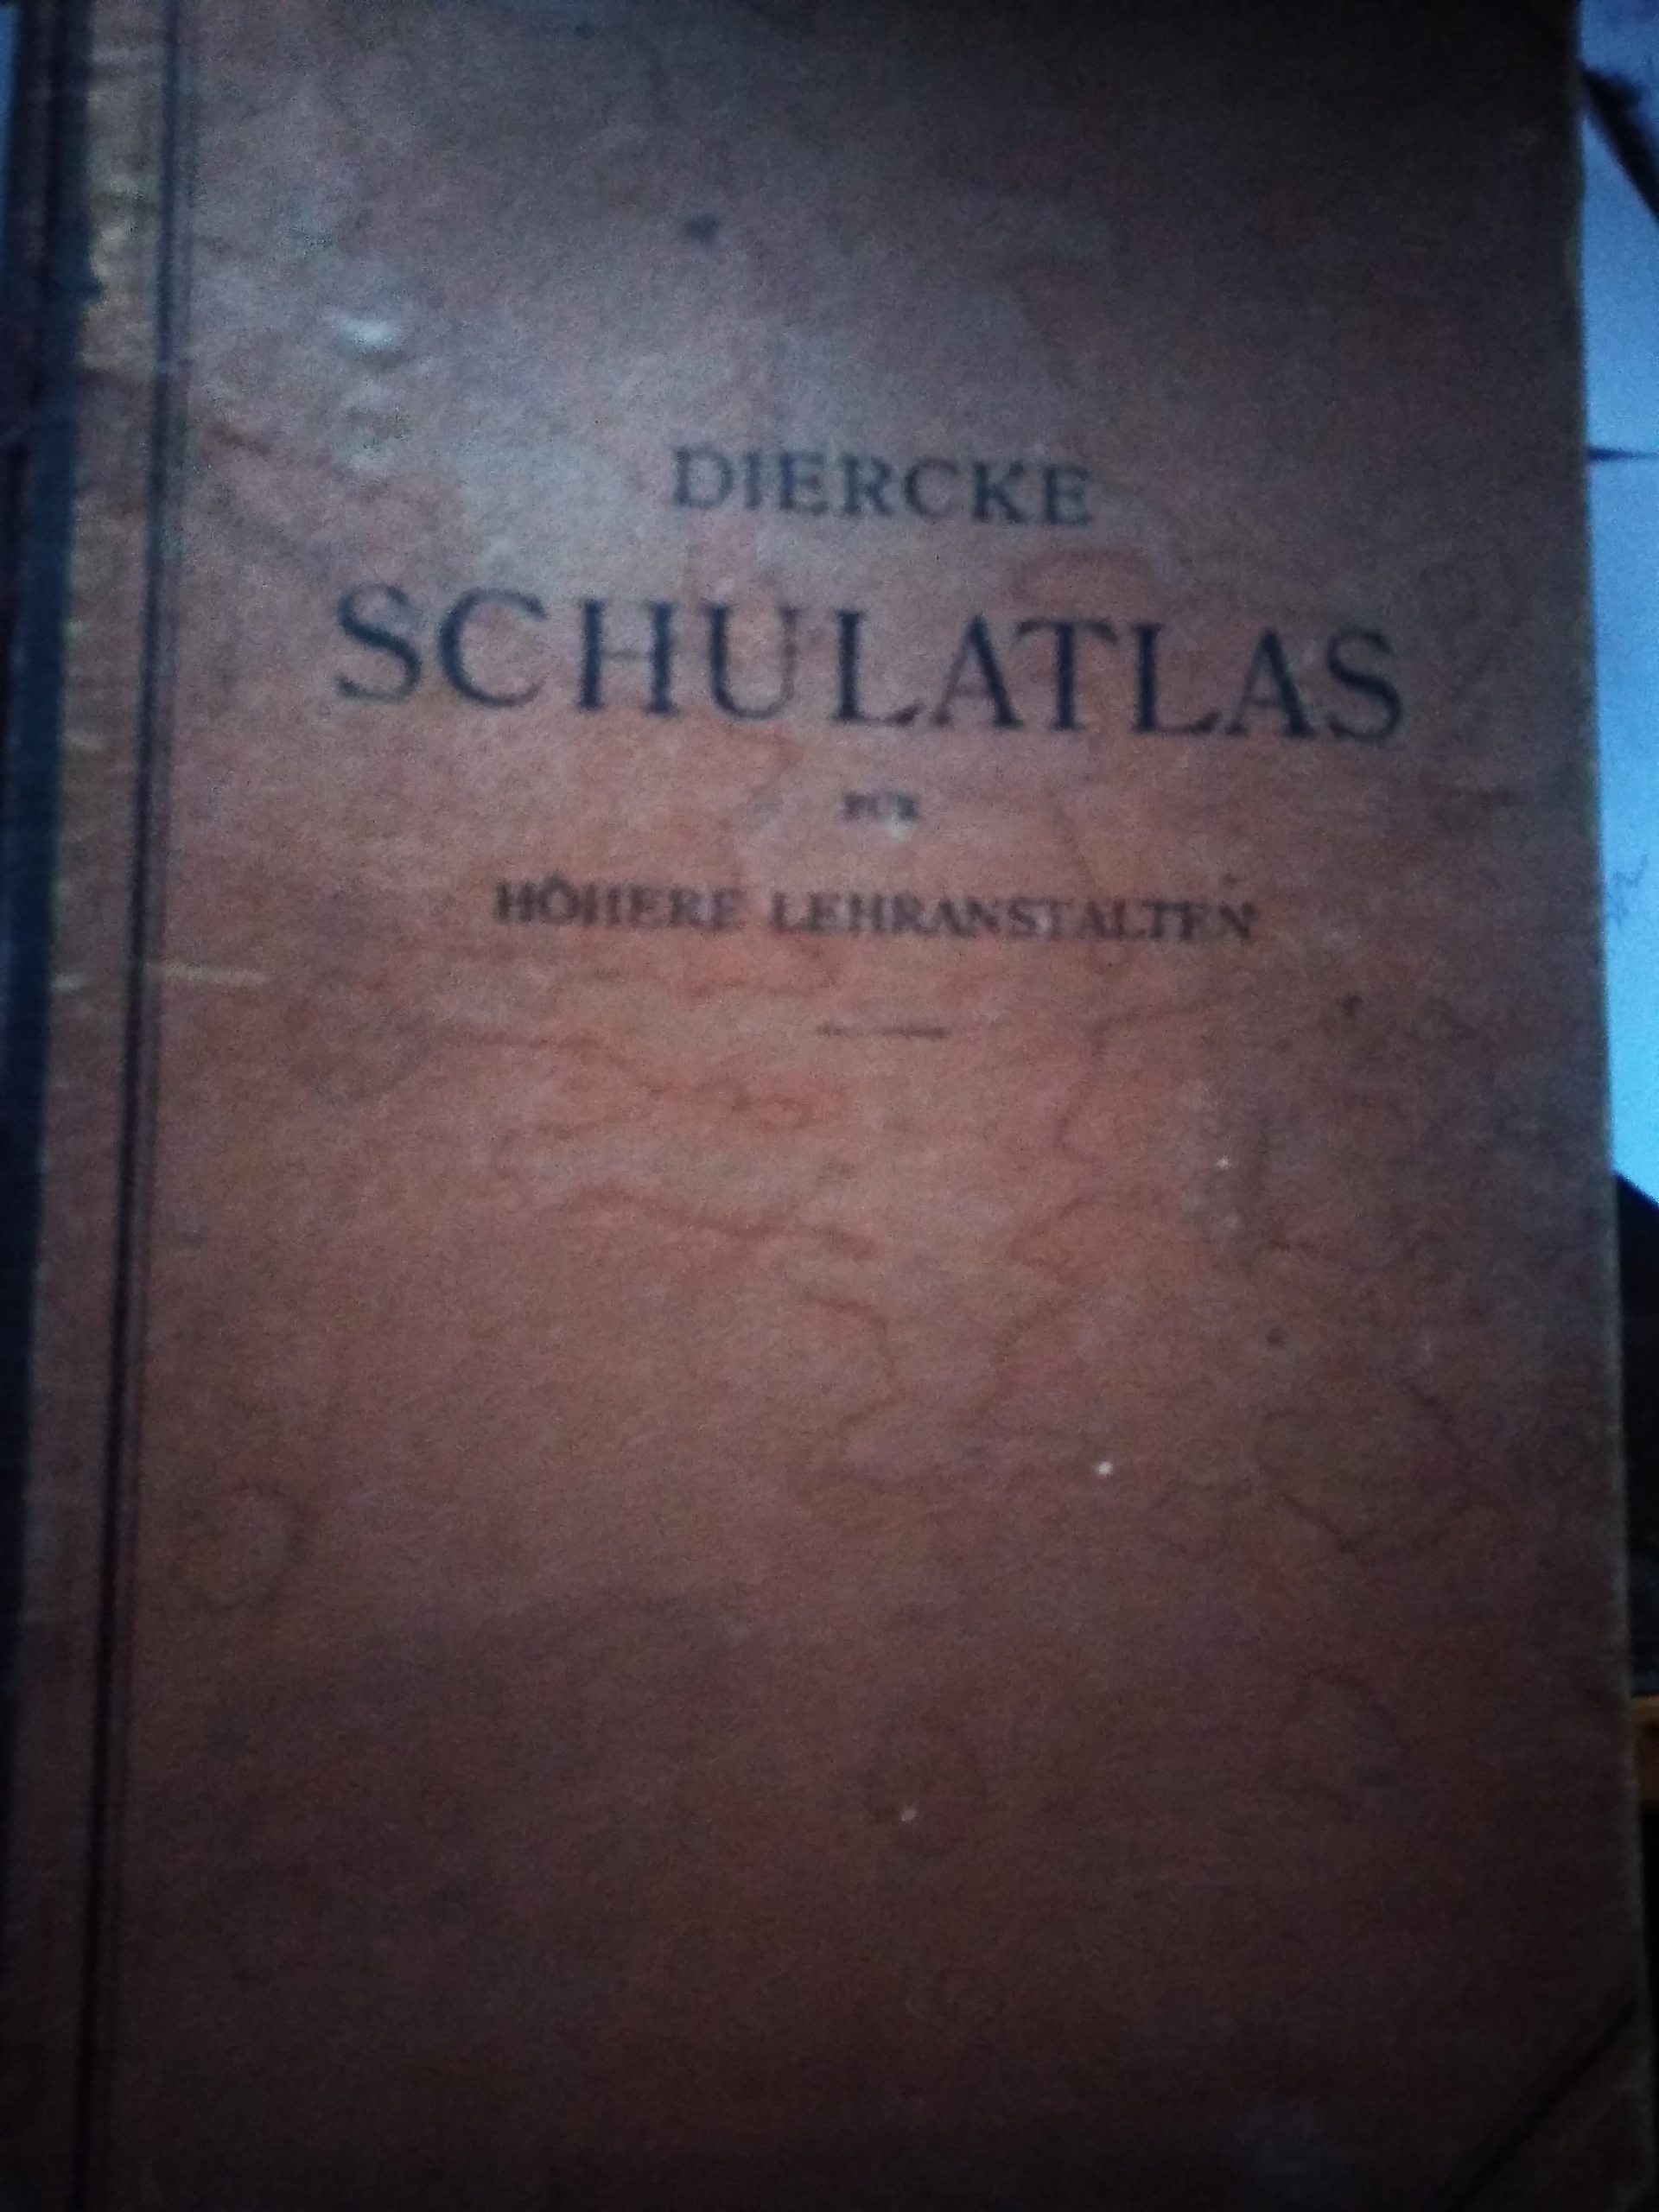 DIERCKE
SCHULATLAS
FÜR
HÖHERE LEHRANSTALTEN